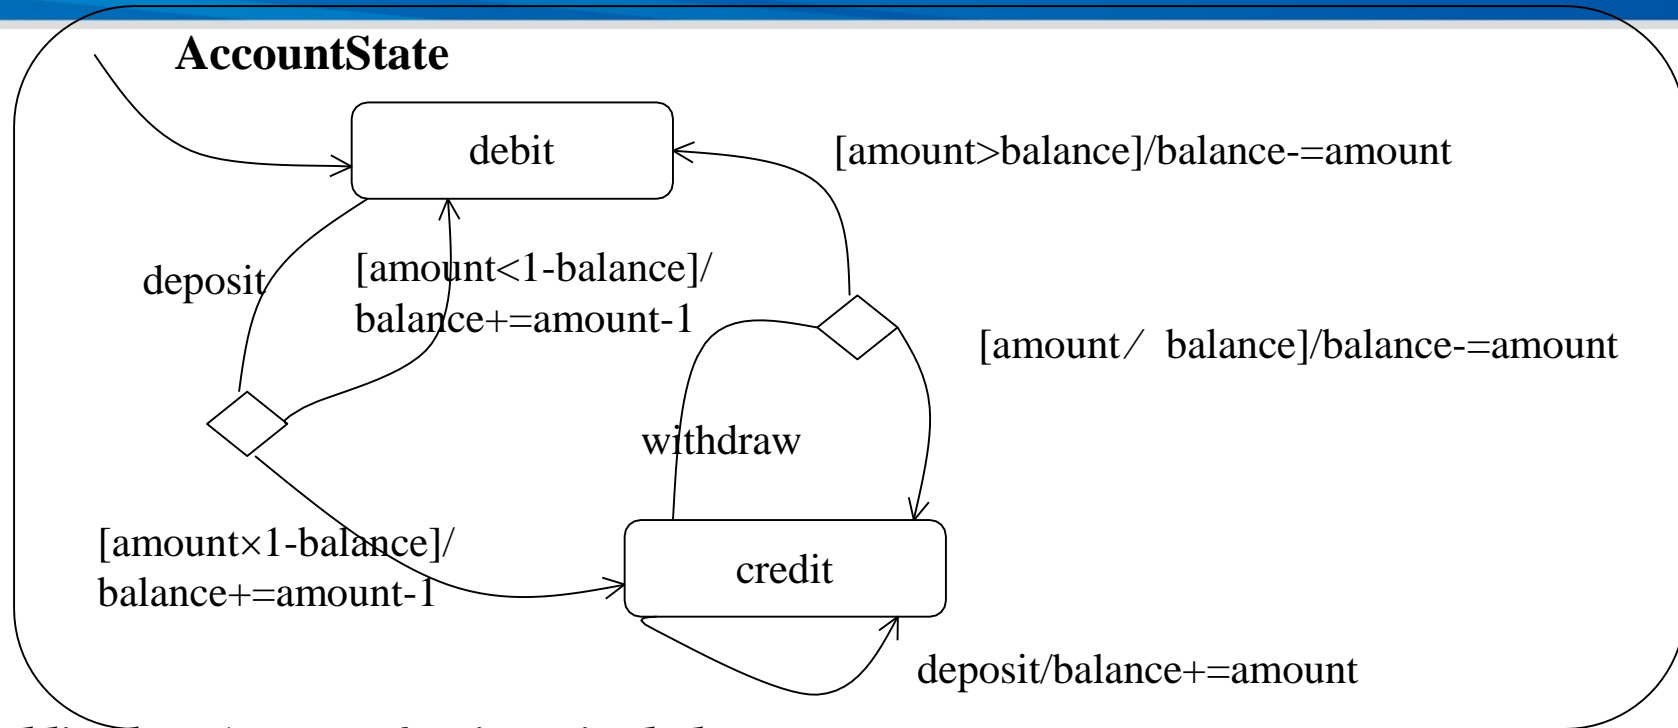 AccountState
debit
[amount>balance]/balance-=amount
deposit
[amount<1-balance]/
balance+=amount-1
[amount⁄ balance]/balance-=amount
withdraw
[amount×1-balance]/
balance+=amount-1
credit
deposit/balance+=amount